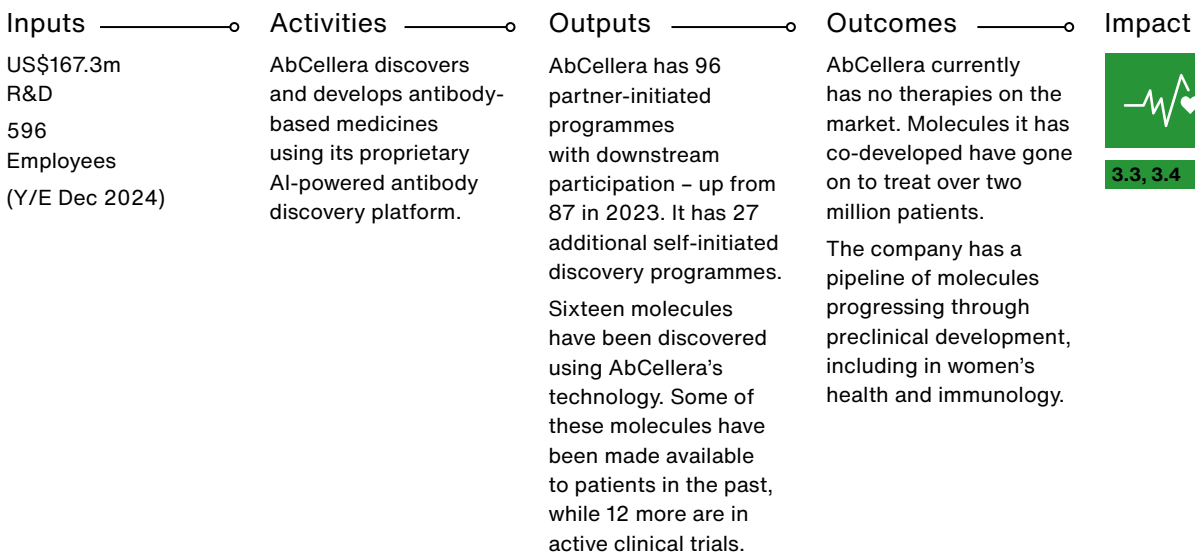 Inputs
US$167.3m
R&D
596
Employees
(Y/E Dec 2024)
Activities
AbCellera discovers
and develops antibody-
based medicines
using its proprietary
AI-powered antibody
discovery platform.
Outputs
AbCellera has 96
partner-initiated
programmes
with downstream
participation – up from
87 in 2023. It has 27
additional self-initiated
discovery programmes.
Sixteen molecules
have been discovered
using AbCellera’s
technology. Some of
these molecules have
been made available
to patients in the past,
while 12 more are in
active clinical trials.
Outcomes
AbCellera currently
has no therapies on the
market. Molecules it has
co-developed have gone
on to treat over two
million patients.
The company has a
pipeline of molecules
progressing through
preclinical development,
including in women’s
health and immunology.
Impact
3.3, 3.4